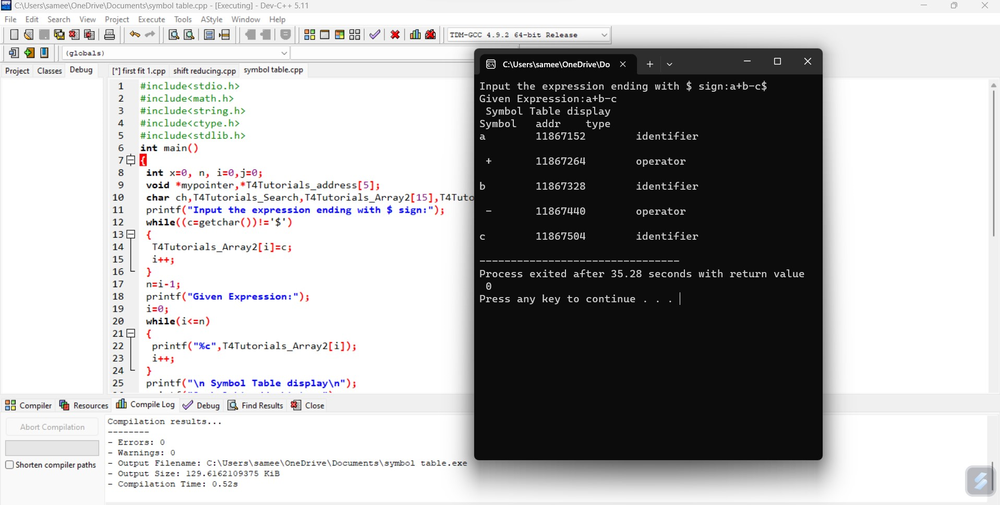 C:\Users\samee\OneDrive\Documents\symbol table.cpp - [Executing] - Dev-C++ 5.11
File Edit Search View Project Execute Tools AStyle Window Help
TDM-GCC 4.9.2 64-bit Release
(globals)
Project Classes Debug
[*] first fit 1.cpp shift reducing.cpp symbol table.cpp
1 #include<stdio.h>
2 #include<math.h>
3 #include<string.h>
4 #include<ctype.h>
5 #include<stdlib.h>
6 int main()
7 {
8 int x=0, n, i=0,j=0;
9 void *mypointer,*T4Tutorials_address[5];
10 char ch,T4Tutorials_Search,T4Tutorials_Array2[15],T4Tuto
11 printf("Input the expression ending with $ sign:");
12 while((c=getchar())!='$')
13 {
14 T4Tutorials_Array2[i]=c;
15 i++;
16 }
17 n=i-1;
18 printf("Given Expression:");
19 i=0;
20 while(i<=n)
21 {
22 printf("%c",T4Tutorials_Array2[i]);
23 i++;
24 }
25 printf("\n Symbol Table display\n");
C:\Users\samee\OneDrive\Do
Input the expression ending with $ sign:a+b-c$
Given Expression:a+b-c
Symbol Table display
Symbol addr type
a 11867152 identifier
+ 11867264 operator
b 11867328 identifier
- 11867440 operator
c 11867504 identifier
--------------------------------
Process exited after 35.28 seconds with return value
0
Press any key to continue . . .
Compiler Resources Compile Log Debug Find Results Close
Abort Compilation
Shorten compiler paths
Compilation results...
--------
- Errors: 0
- Warnings: 0
- Output Filename: C:\Users\samee\OneDrive\Documents\symbol table.exe
- Output Size: 129.6162109375 KiB
- Compilation Time: 0.52s